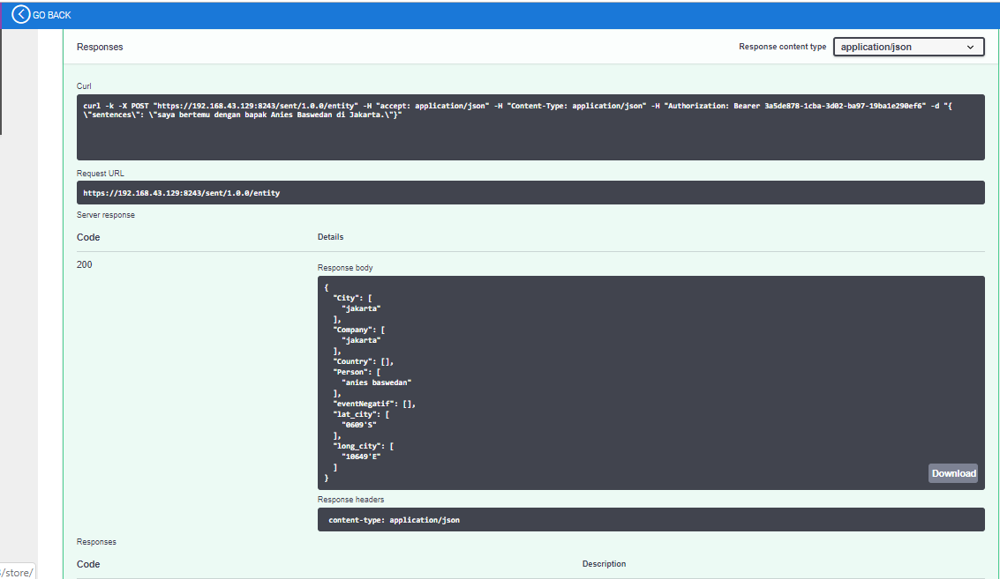 GO BACK
Responses
Response content type
application/json
Curl
curl -k -X POST "https://192.168.43.129:8243/sent/1.0.0/entity" -H "accept: application/json" -H "Content-Type: application/json" -H "Authorization: Bearer 3a5de878-1cba-3d02-ba97-19ba1e290ef6" -d "{
\"sentences\": \"saya bertemu dengan bapak Anies Baswedan di Jakarta.\"}"
Request URL
https://192.168.43.129:8243/sent/1.0.0/entity
Server response
Code
Details
200
Response body
{
"City": [
"jakarta"
],
"Company": [
"jakarta"
],
"Country": [],
"Person": [
"anies baswedan"
],
"eventNegatif": [],
"lat_city": [
"0609'S"
],
"long_city": [
"10649'E"
]
}
Download
Response headers
content-type: application/json
Responses
Code
Description
/store/